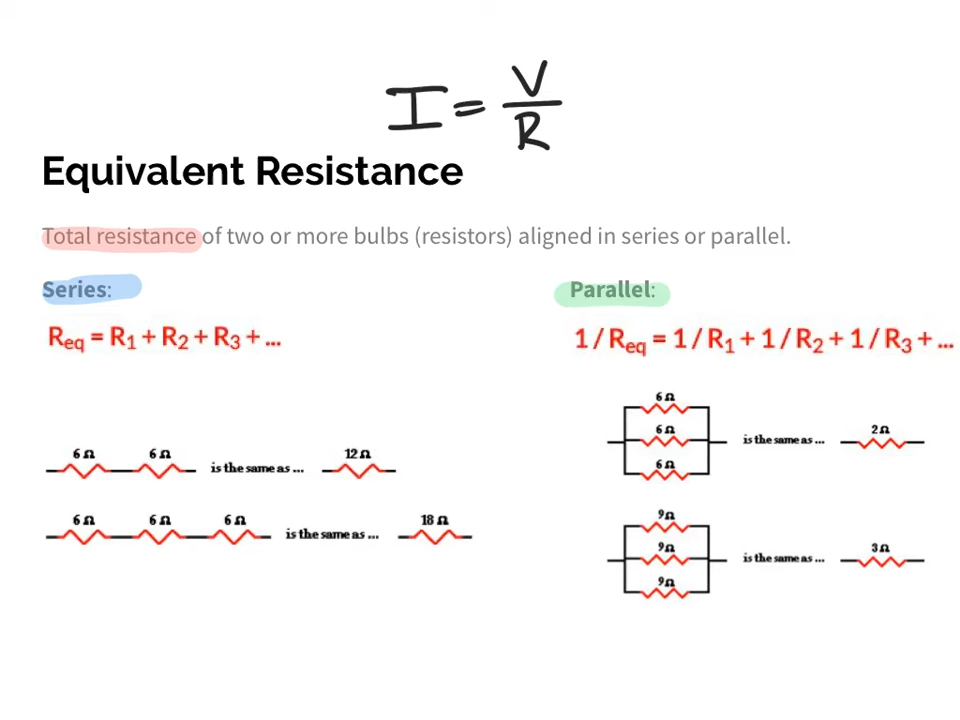 I = V/R
Equivalent Resistance
Total resistance of two or more bulbs (resistors) aligned in series or parallel.
Series:
R₁ₑq = R₁ + R₂ + R₃ + ...
6 Ω 6 Ω is the same as ... 12 Ω
6 Ω 6 Ω 6 Ω is the same as ... 18 Ω
Parallel:
1 / Req = 1 / R₁ + 1 / R₂ + 1 / R₃ + ...
6 Ω
6 Ω is the same as ... 2 Ω
6 Ω
9 Ω
9 Ω is the same as ... 3 Ω
9 Ω